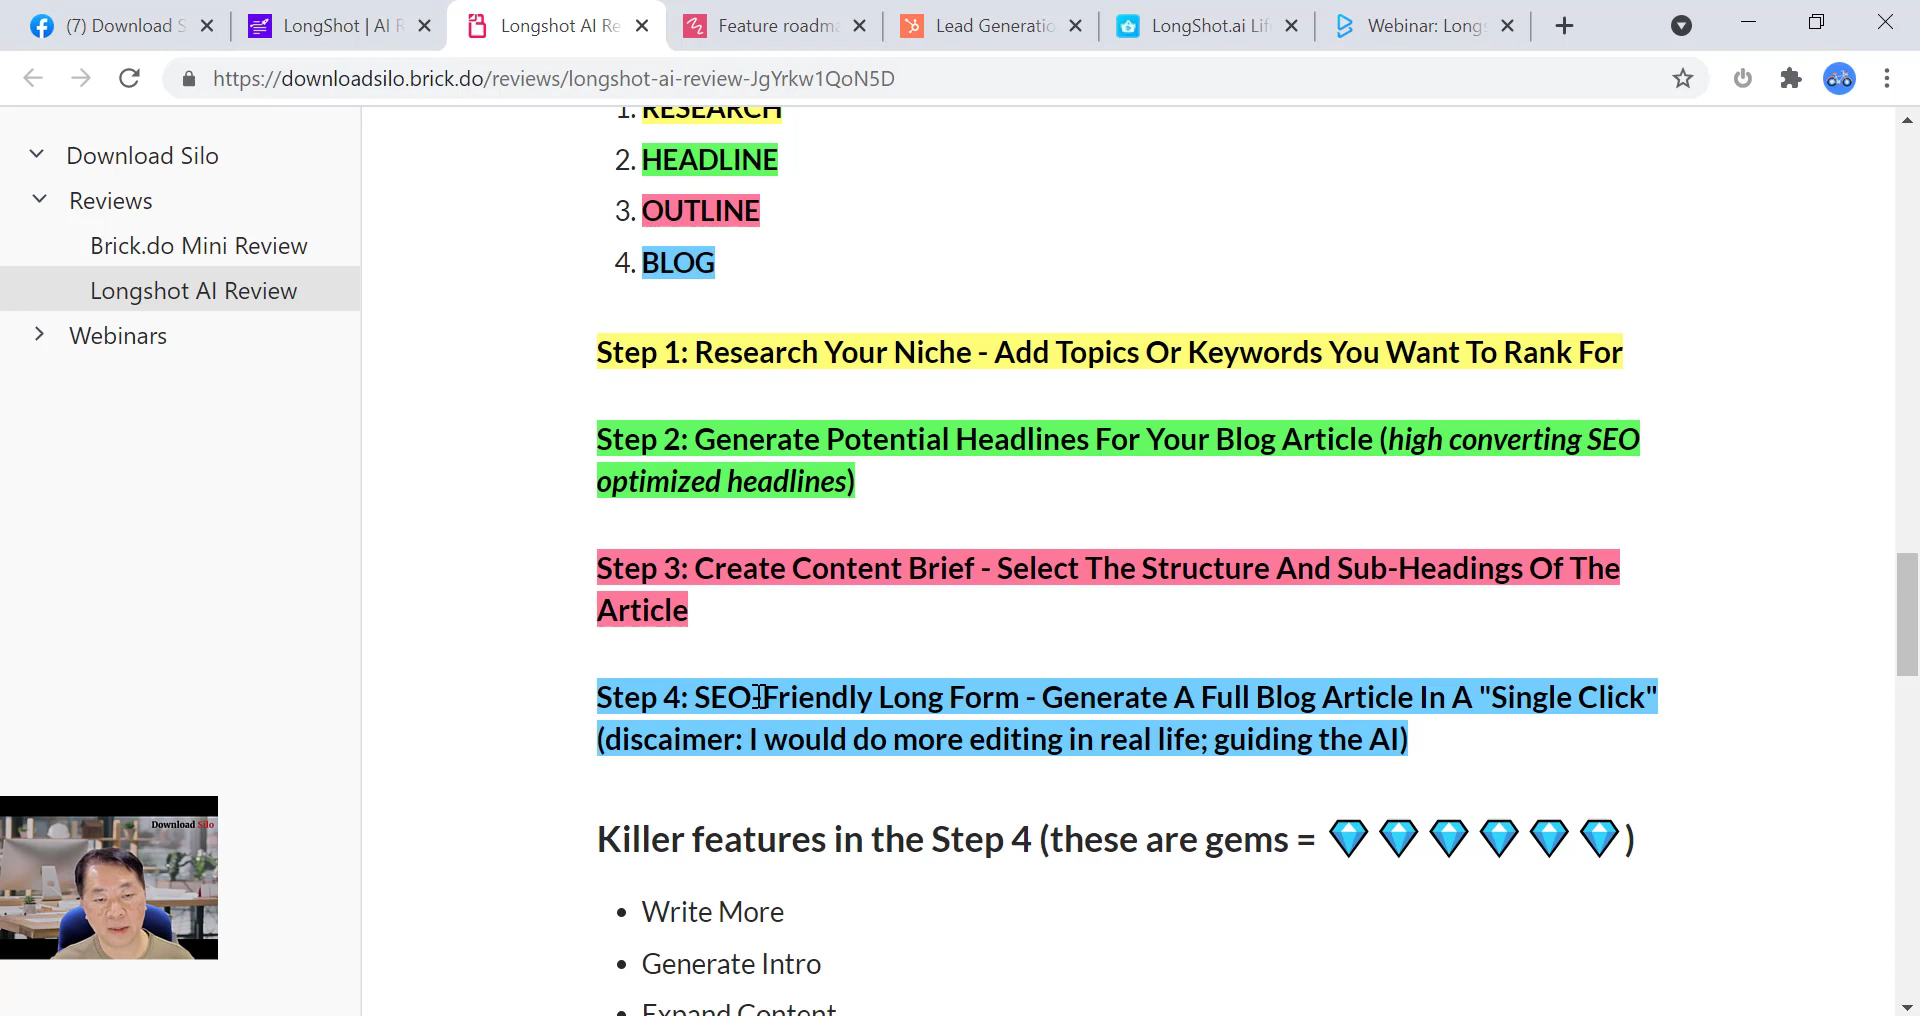 (7) Download S
LongShot | AI R
Longshot AI Re
Feature roadma
Lead Generatio
LongShot.ai Lif
Webinar: Longs
https://downloadsilo.brick.do/reviews/longshot-ai-review-JgYrkw1QoN5D
Download Silo
Reviews
Brick.do Mini Review
Longshot AI Review
Webinars
1. RESEARCH
2. HEADLINE
3. OUTLINE
4. BLOG
Step 1: Research Your Niche - Add Topics Or Keywords You Want To Rank For
Step 2: Generate Potential Headlines For Your Blog Article (high converting SEO
optimized headlines)
Step 3: Create Content Brief - Select The Structure And Sub-Headings Of The
Article
Step 4: SEO-Friendly Long Form - Generate A Full Blog Article In A "Single Click"
(discaimer: I would do more editing in real life; guiding the AI)
Killer features in the Step 4 (these are gems = 💎 💎 💎 💎 💎 💎 )
• Write More
• Generate Intro
• Expand Content
Download Silo